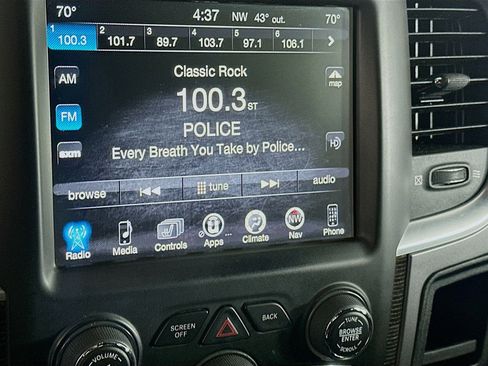 70° 4:37 NW 43° out. 70°
1 100.3 2 101.7 3 89.7 4 103.7 5 97.1 6 106.1
AM Classic Rock map
FM 100.3 ST
POLICE
sxm Every Breath You Take by Police... HD
browse tune audio
Radio Media Controls Apps ... Climate NW Nav Phone
SCREEN OFF BACK
VOLUME TUNE BROWSE/ENTER SCROLL